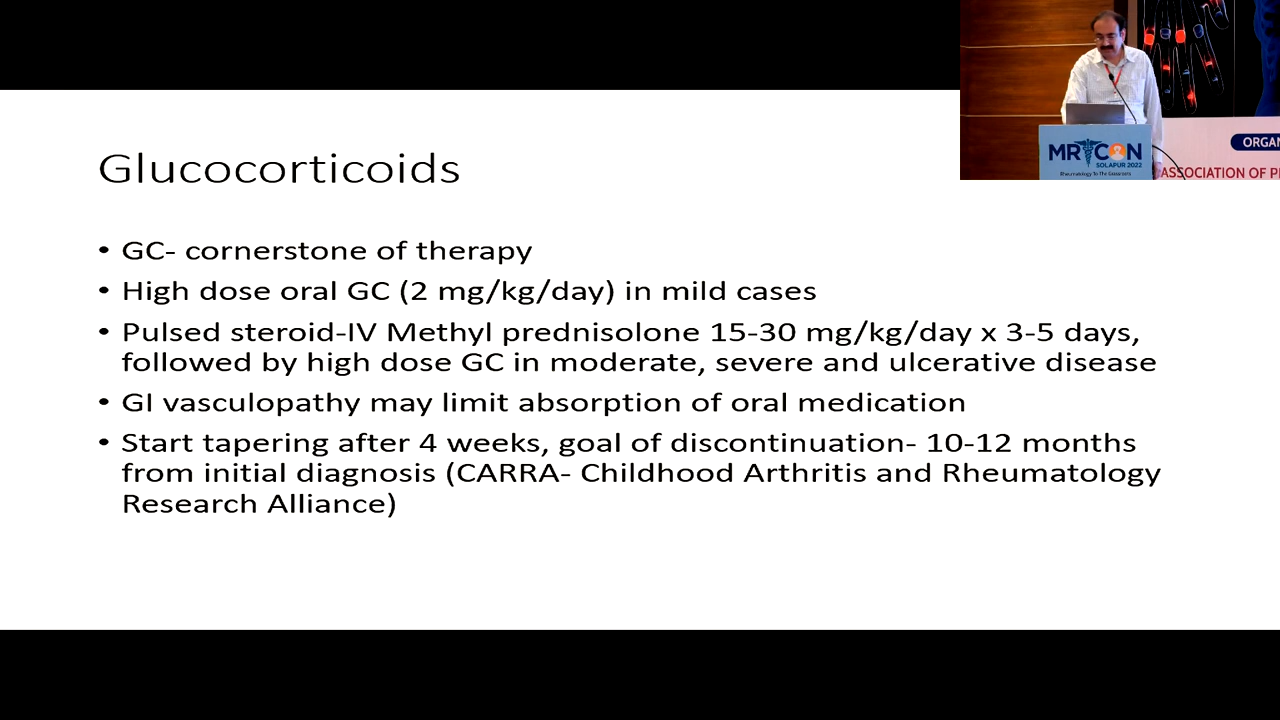 Glucocorticoids
• GC- cornerstone of therapy
• High dose oral GC (2 mg/kg/day) in mild cases
• Pulsed steroid-IV Methyl prednisolone 15-30 mg/kg/day x 3-5 days,
followed by high dose GC in moderate, severe and ulcerative disease
• GI vasculopathy may limit absorption of oral medication
• Start tapering after 4 weeks, goal of discontinuation- 10-12 months
from initial diagnosis (CARRA- Childhood Arthritis and Rheumatology
Research Alliance)
MRCON
SOLAPUR 2022
Rheumatology To The Grassroots
ORGAN
ASSOCIATION OF P